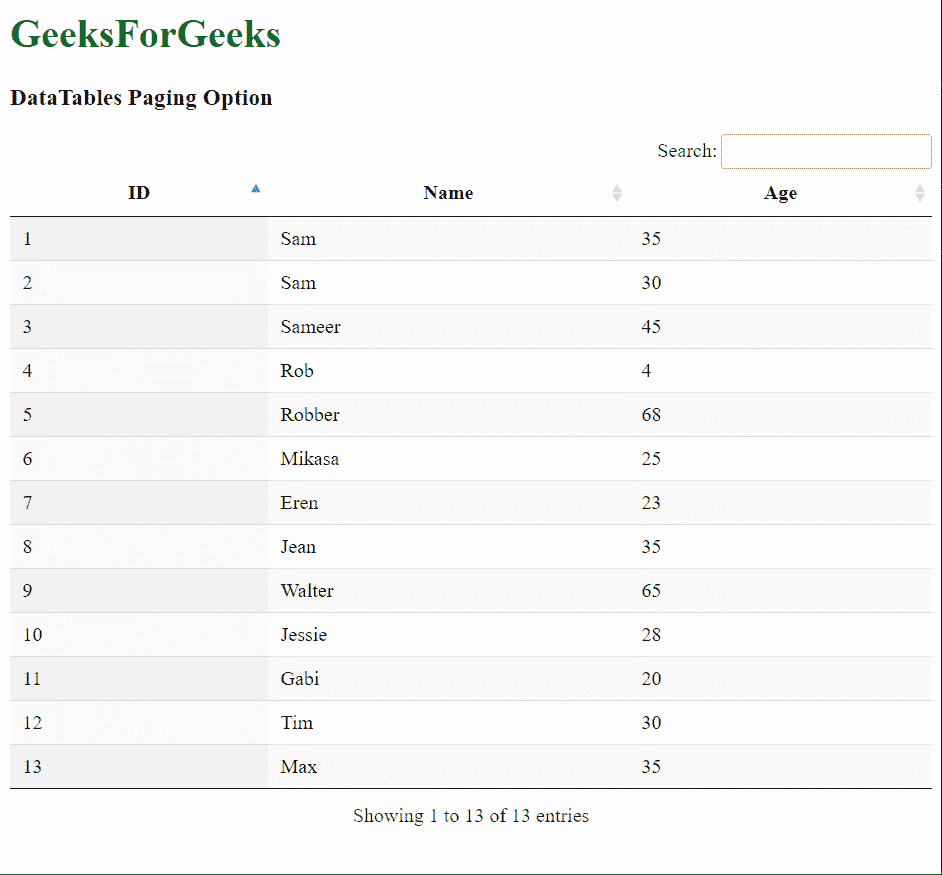 GeeksForGeeks
DataTables Paging Option
Search:
ID Name Age
1 Sam 35
2 Sam 30
3 Sameer 45
4 Rob 4
5 Robber 68
6 Mikasa 25
7 Eren 23
8 Jean 35
9 Walter 65
10 Jessie 28
11 Gabi 20
12 Tim 30
13 Max 35
Showing 1 to 13 of 13 entries